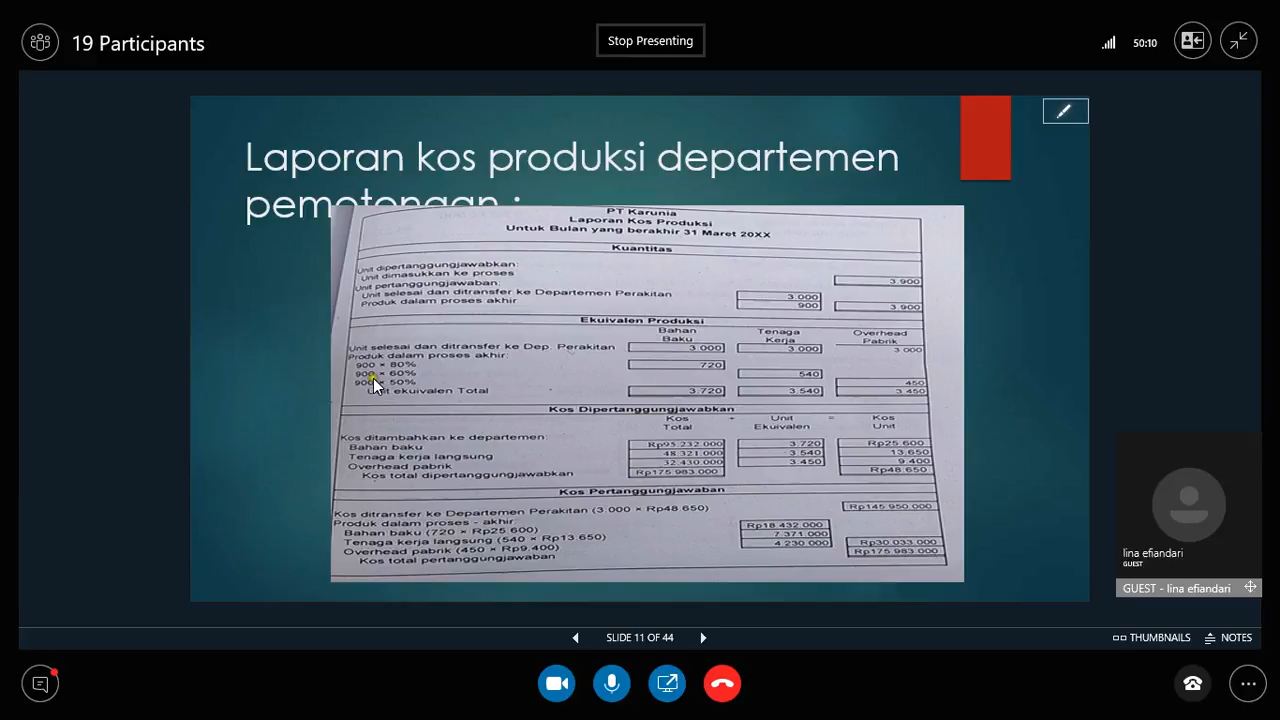 19 Participants
Stop Presenting
50:10
Laporan kos produksi departemen
pemotongan :
PT Karunia
Laporan Kos Produksi
Untuk Bulan yang berakhir 31 Maret 20XX
Kuantitas
Unit dipertanggungjawabkan:
Unit dimasukkan ke proses 3.900
Unit pertanggungjawaban:
Unit selesai dan ditransfer ke Departemen Perakitan 3.000
Produk dalam proses akhir 900 3.900
Ekuivalen Produksi
Bahan Baku Tenaga Kerja Overhead Pabrik
Unit selesai dan ditransfer ke Dep. Perakitan 3.000 3.000 3 000
Produk dalam proses akhir:
900 × 80% 720
900 × 60% 540
900 × 50% 450
Unit ekuivalen Total 3.720 3.540 3.450
Kos Dipertanggungjawabkan
Kos Total ÷ Unit Ekuivalen = Kos Unit
Kos ditambahkan ke departemen:
Bahan baku Rp95.232.000 3.720 Rp25.600
Tenaga kerja langsung 48.321.000 3.540 13.650
Overhead pabrik 32.430.000 3.450 9.400
Kos total dipertanggungjawabkan Rp175.983.000 Rp48.650
Kos Pertanggungjawaban
Kos ditransfer ke Departemen Perakitan (3.000 × Rp48.650) Rp145.950.000
Produk dalam proses - akhir
Bahan baku (720 × Rp25.600) Rp18.432.000
Tenaga kerja langsung (540 × Rp13.650) 7.371.000
Overhead pabrik (450 × Rp9.400) 4.230.000 Rp30.033.000
Kos total pertanggungjawaban Rp175.983.000
lina efiandari
GUEST
GUEST - lina efiandari
SLIDE 11 OF 44
THUMBNAILS
NOTES